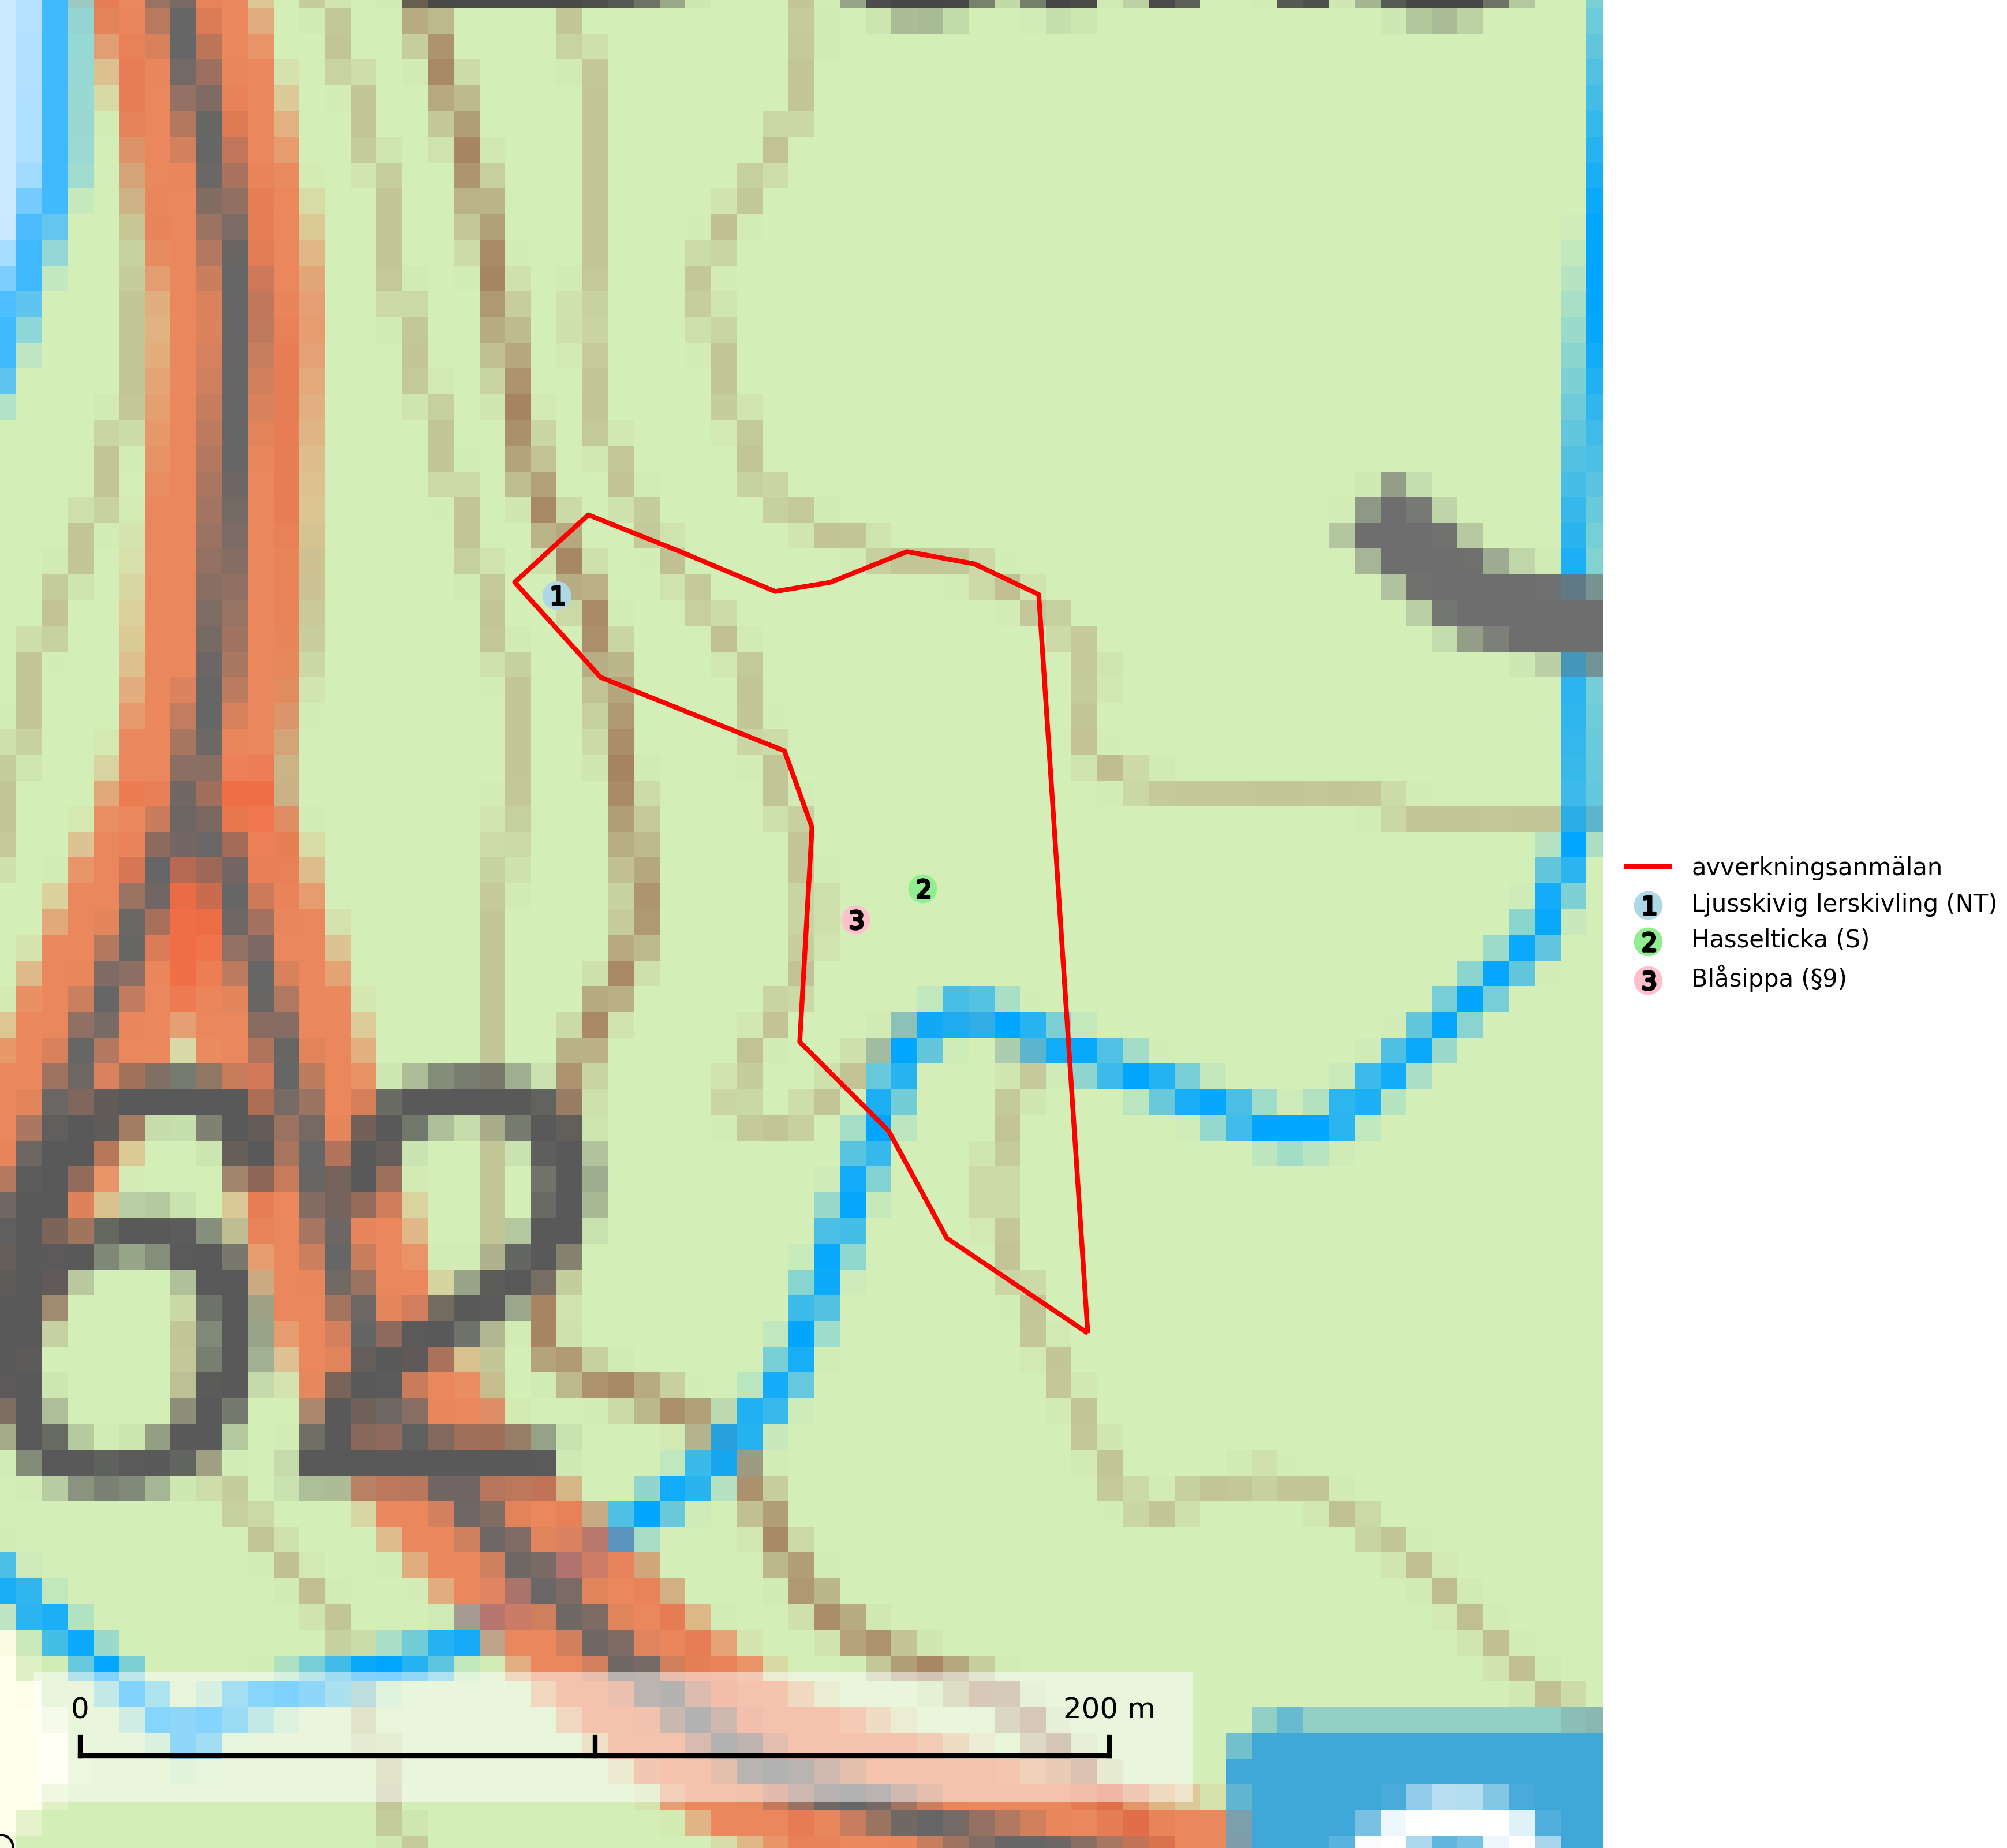 1
2
3
avverkningsanmälan
1 Ljusskivig lerskivling (NT)
2 Hasselticka (S)
3 Blåsippa (§9)
0 200 m